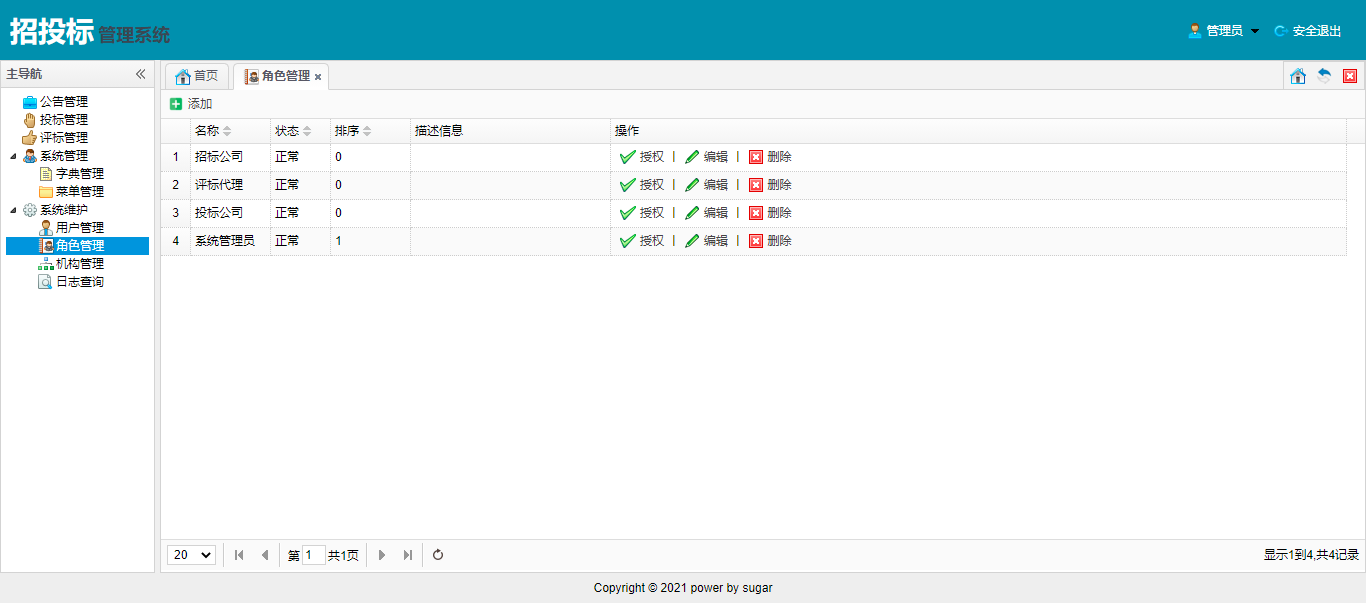 招投标 管理系统
管理员 安全退出
主导航
首页 角色管理
公告管理
投标管理
评标管理
系统管理
字典管理
菜单管理
系统维护
用户管理
角色管理
机构管理
日志查询
添加
名称 状态 排序 描述信息 操作
1 招标公司 正常 0 授权 | 编辑 | 删除
2 评标代理 正常 0 授权 | 编辑 | 删除
3 投标公司 正常 0 授权 | 编辑 | 删除
4 系统管理员 正常 1 授权 | 编辑 | 删除
20 第 1 共1页 显示1到4,共4记录
Copyright © 2021 power by sugar